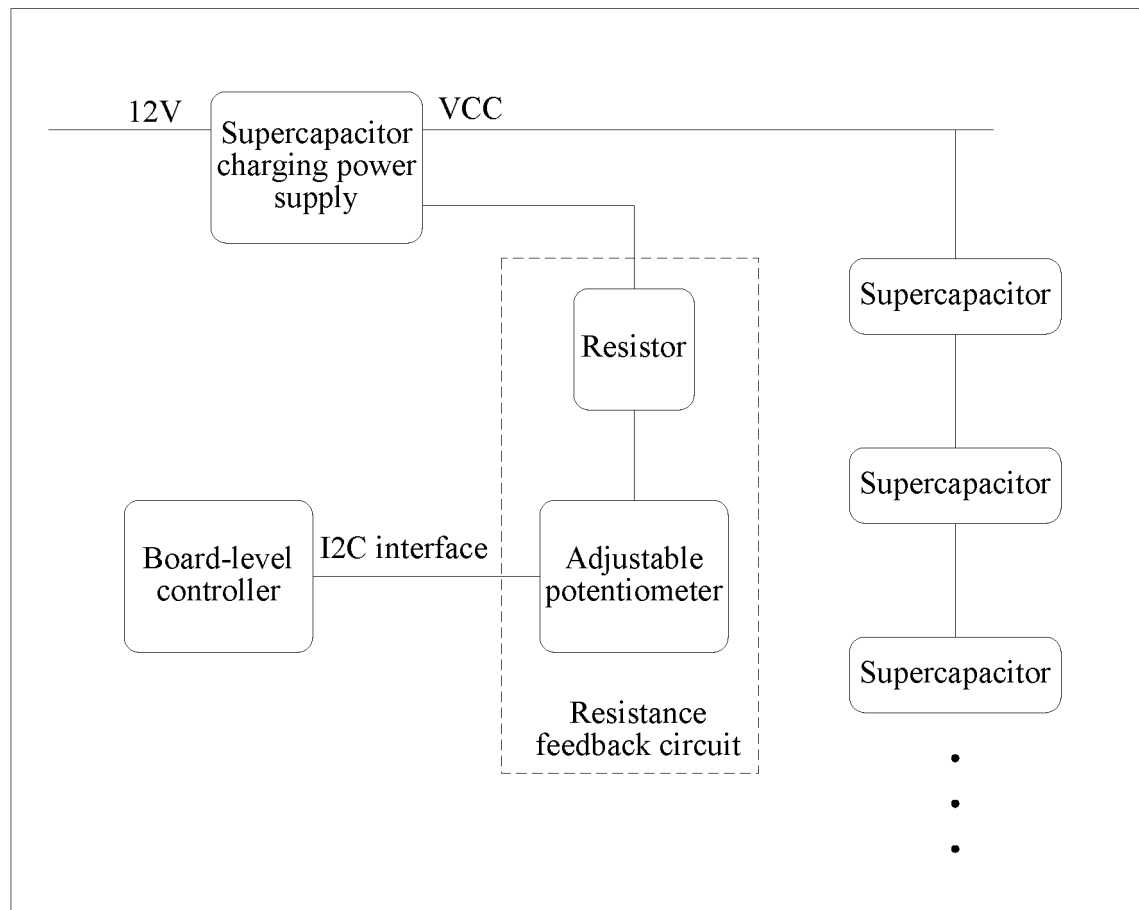 12V
Supercapacitor
charging power
supply
VCC
Supercapacitor
Resistor
Supercapacitor
Board-level
controller
I2C interface
Adjustable
potentiometer
Supercapacitor
Resistance
feedback circuit